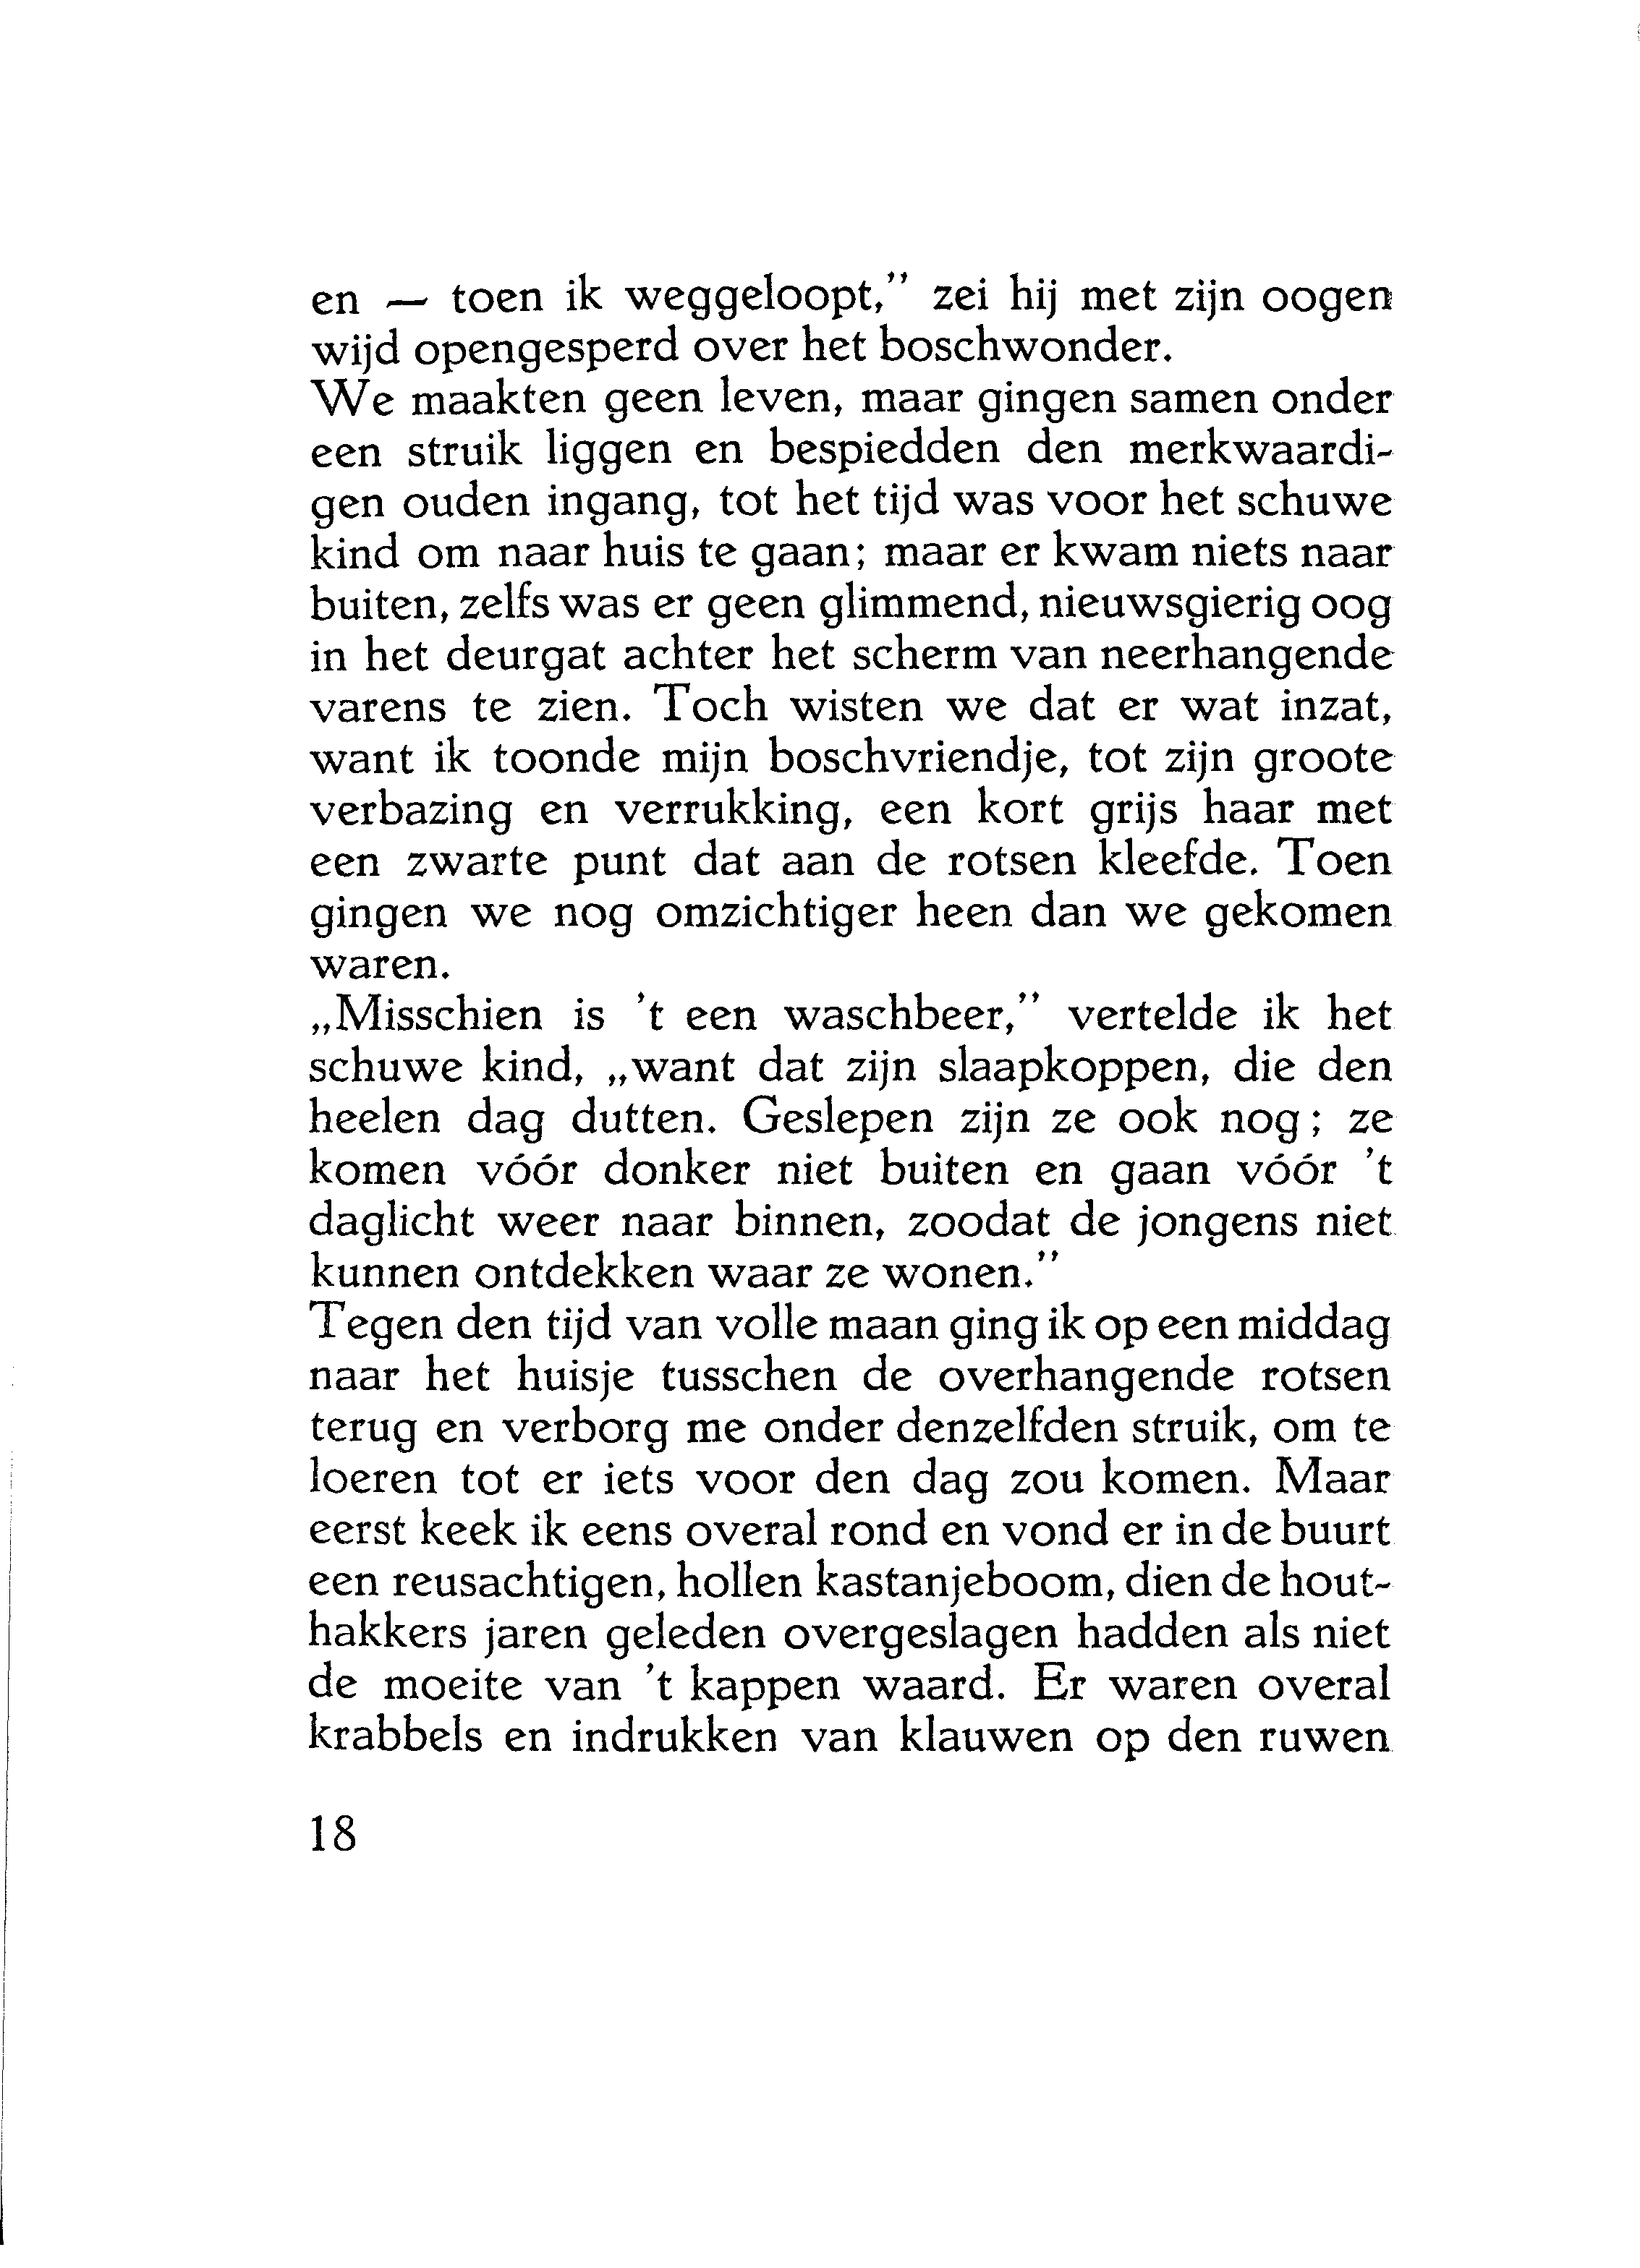 en — toen ik weggeloopt,” zei hij met zijn oogen
wijd opengesperd over het boschwonder.
We maakten geen leven, maar gingen samen onder
een struik liggen en bespiedden den merkwaardi-
gen ouden ingang, tot het tijd was voor het schuwe
kind om naar huis te gaan; maar er kwam niets naar
buiten, zelfs was er geen glimmend, nieuwsgierig oog
in het deurgat achter het scherm van neerhangende
varens te zien. Toch wisten we dat er wat inzat,
want ik toonde mijn boschvriendje, tot zijn groote
verbazing en verrukking, een kort grijs haar met
een zwarte punt dat aan de rotsen kleefde. Toen
gingen we nog omzichtiger heen dan we gekomen
waren.
„Misschien is 't een waschbeer,” vertelde ik het
schuwe kind, „want dat zijn slaapkoppen, die den
heelen dag dutten. Geslepen zijn ze ook nog; ze
komen vóór donker niet buiten en gaan vóór 't
daglicht weer naar binnen, zoodat de jongens niet
kunnen ontdekken waar ze wonen.”
Tegen den tijd van volle maan ging ik op een middag
naar het huisje tusschen de overhangende rotsen
terug en verborg me onder denzelfden struik, om te
loeren tot er iets voor den dag zou komen. Maar
eerst keek ik eens overal rond en vond er in de buurt
een reusachtigen, hollen kastanjeboom, dien de hout-
hakkers jaren geleden overgeslagen hadden als niet
de moeite van 't kappen waard. Er waren overal
krabbels en indrukken van klauwen op den ruwen
18